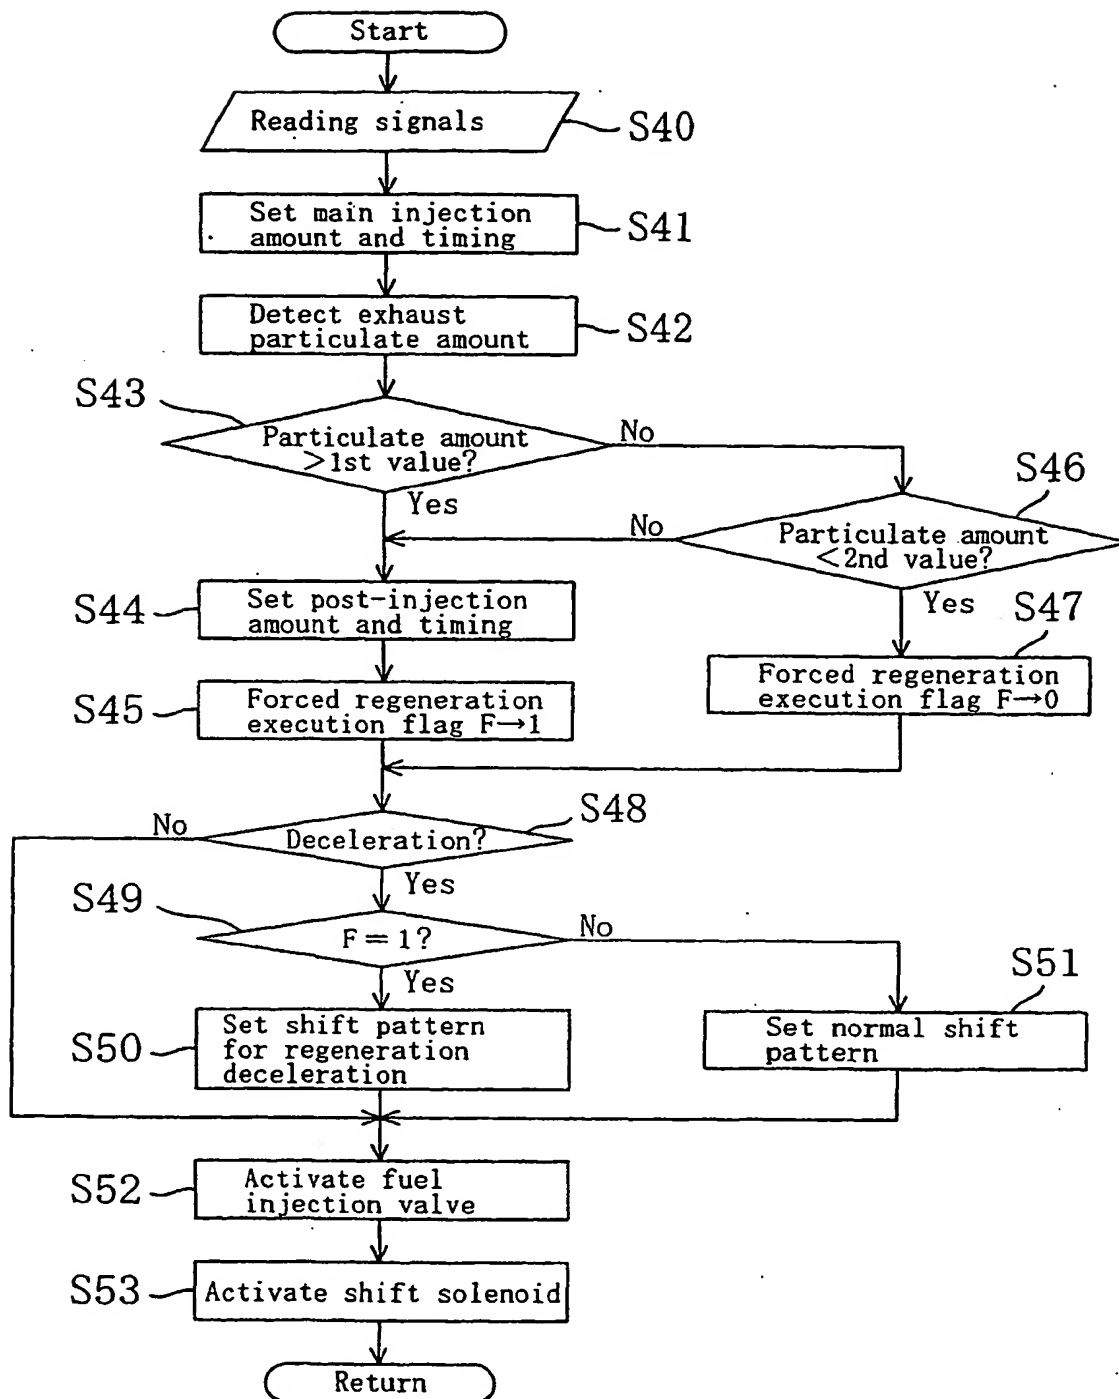 Start
Reading signals
S40
Set main injection
amount and timing
S41
Detect exhaust
particulate amount
S42
S43
Particulate amount
>1st value?
No
Yes
S46
Particulate amount
<2nd value?
No
Yes
S44
Set post-injection
amount and timing
S47
Forced regeneration
execution flag F→0
S45
Forced regeneration
execution flag F→1
S48
Deceleration?
No
Yes
S49
F=1?
No
Yes
S50
Set shift pattern
for regeneration
deceleration
S51
Set normal shift
pattern
S52
Activate fuel
injection valve
S53
Activate shift solenoid
Return